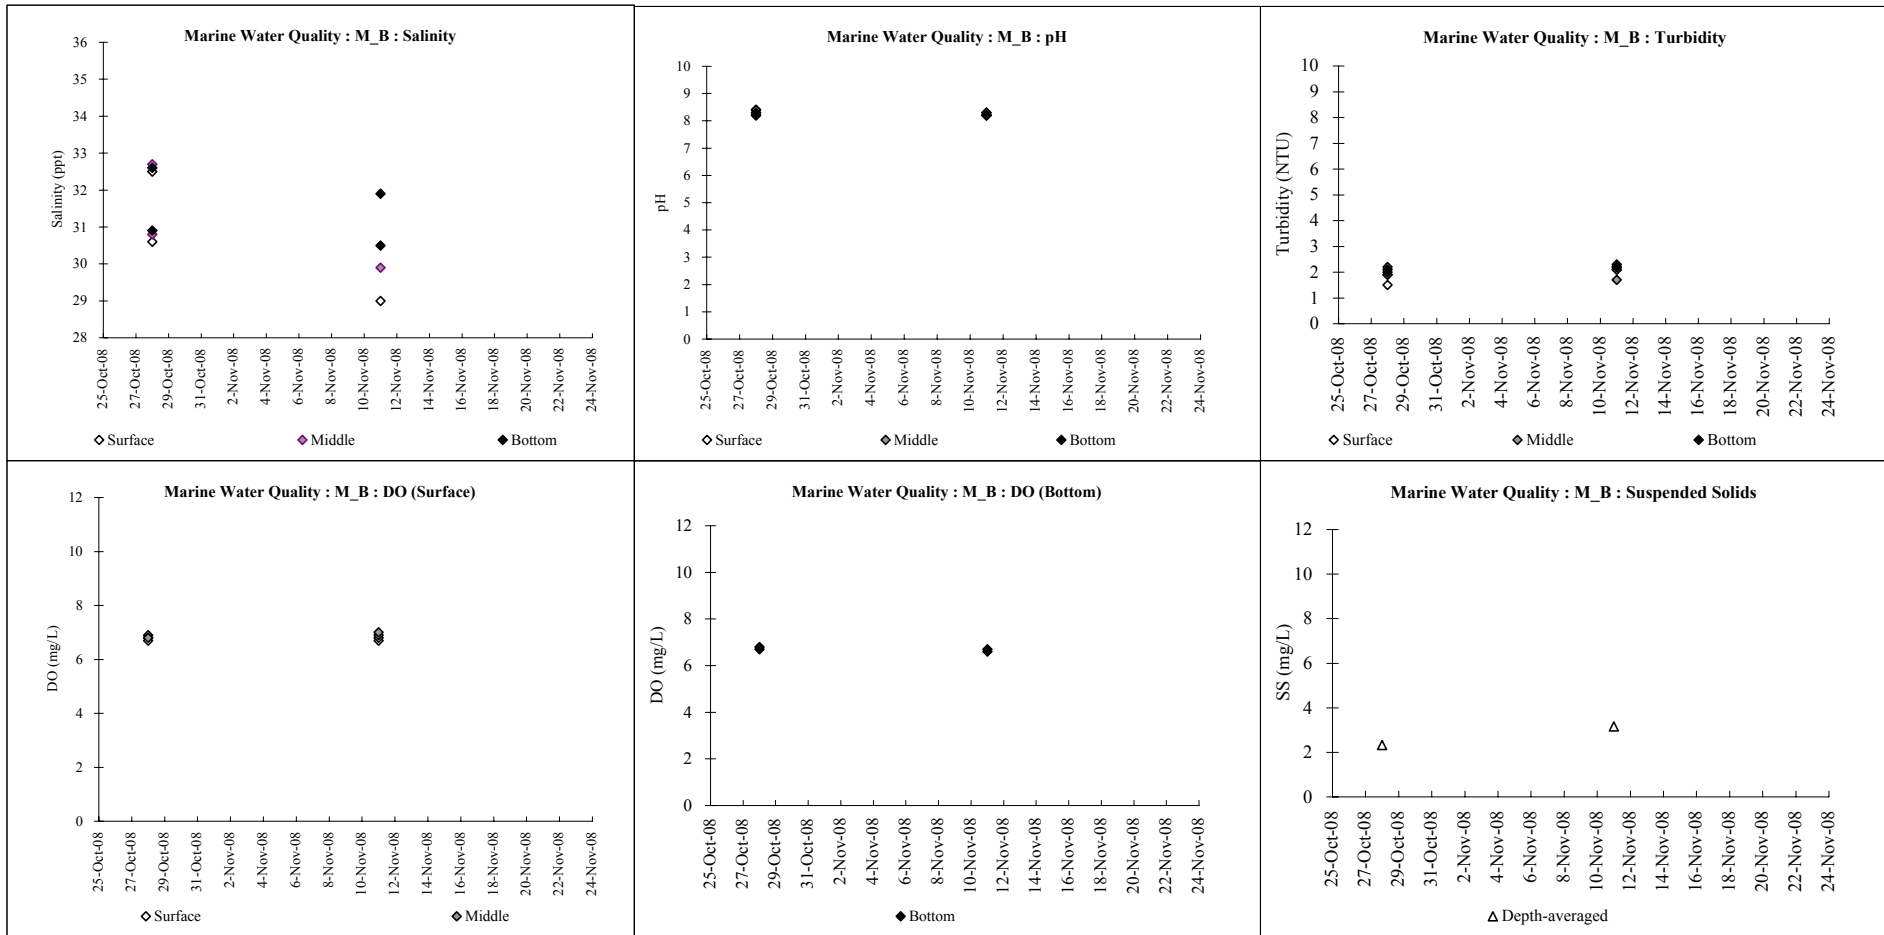 Marine Water Quality : M_B : Salinity
36
35
34
33
32
31
30
29
28
Salinity (ppt)
25-Oct-08
27-Oct-08
29-Oct-08
31-Oct-08
2-Nov-08
4-Nov-08
6-Nov-08
8-Nov-08
10-Nov-08
12-Nov-08
14-Nov-08
16-Nov-08
18-Nov-08
20-Nov-08
22-Nov-08
24-Nov-08
Surface Middle Bottom
Marine Water Quality : M_B : pH
10
9
8
7
6
5
4
3
2
1
0
pH
25-Oct-08
27-Oct-08
29-Oct-08
31-Oct-08
2-Nov-08
4-Nov-08
6-Nov-08
8-Nov-08
10-Nov-08
12-Nov-08
14-Nov-08
16-Nov-08
18-Nov-08
20-Nov-08
22-Nov-08
24-Nov-08
Surface Middle Bottom
Marine Water Quality : M_B : Turbidity
10
9
8
7
6
5
4
3
2
1
0
Turbidity (NTU)
25-Oct-08
27-Oct-08
29-Oct-08
31-Oct-08
2-Nov-08
4-Nov-08
6-Nov-08
8-Nov-08
10-Nov-08
12-Nov-08
14-Nov-08
16-Nov-08
18-Nov-08
20-Nov-08
22-Nov-08
24-Nov-08
Surface Middle Bottom
Marine Water Quality : M_B : DO (Surface)
12
10
8
6
4
2
0
DO (mg/L)
25-Oct-08
27-Oct-08
29-Oct-08
31-Oct-08
2-Nov-08
4-Nov-08
6-Nov-08
8-Nov-08
10-Nov-08
12-Nov-08
14-Nov-08
16-Nov-08
18-Nov-08
20-Nov-08
22-Nov-08
24-Nov-08
Surface Middle
Marine Water Quality : M_B : DO (Bottom)
12
10
8
6
4
2
0
DO (mg/L)
25-Oct-08
27-Oct-08
29-Oct-08
31-Oct-08
2-Nov-08
4-Nov-08
6-Nov-08
8-Nov-08
10-Nov-08
12-Nov-08
14-Nov-08
16-Nov-08
18-Nov-08
20-Nov-08
22-Nov-08
24-Nov-08
Bottom
Marine Water Quality : M_B : Suspended Solids
12
10
8
6
4
2
0
SS (mg/L)
25-Oct-08
27-Oct-08
29-Oct-08
31-Oct-08
2-Nov-08
4-Nov-08
6-Nov-08
8-Nov-08
10-Nov-08
12-Nov-08
14-Nov-08
16-Nov-08
18-Nov-08
20-Nov-08
22-Nov-08
24-Nov-08
Depth-averaged